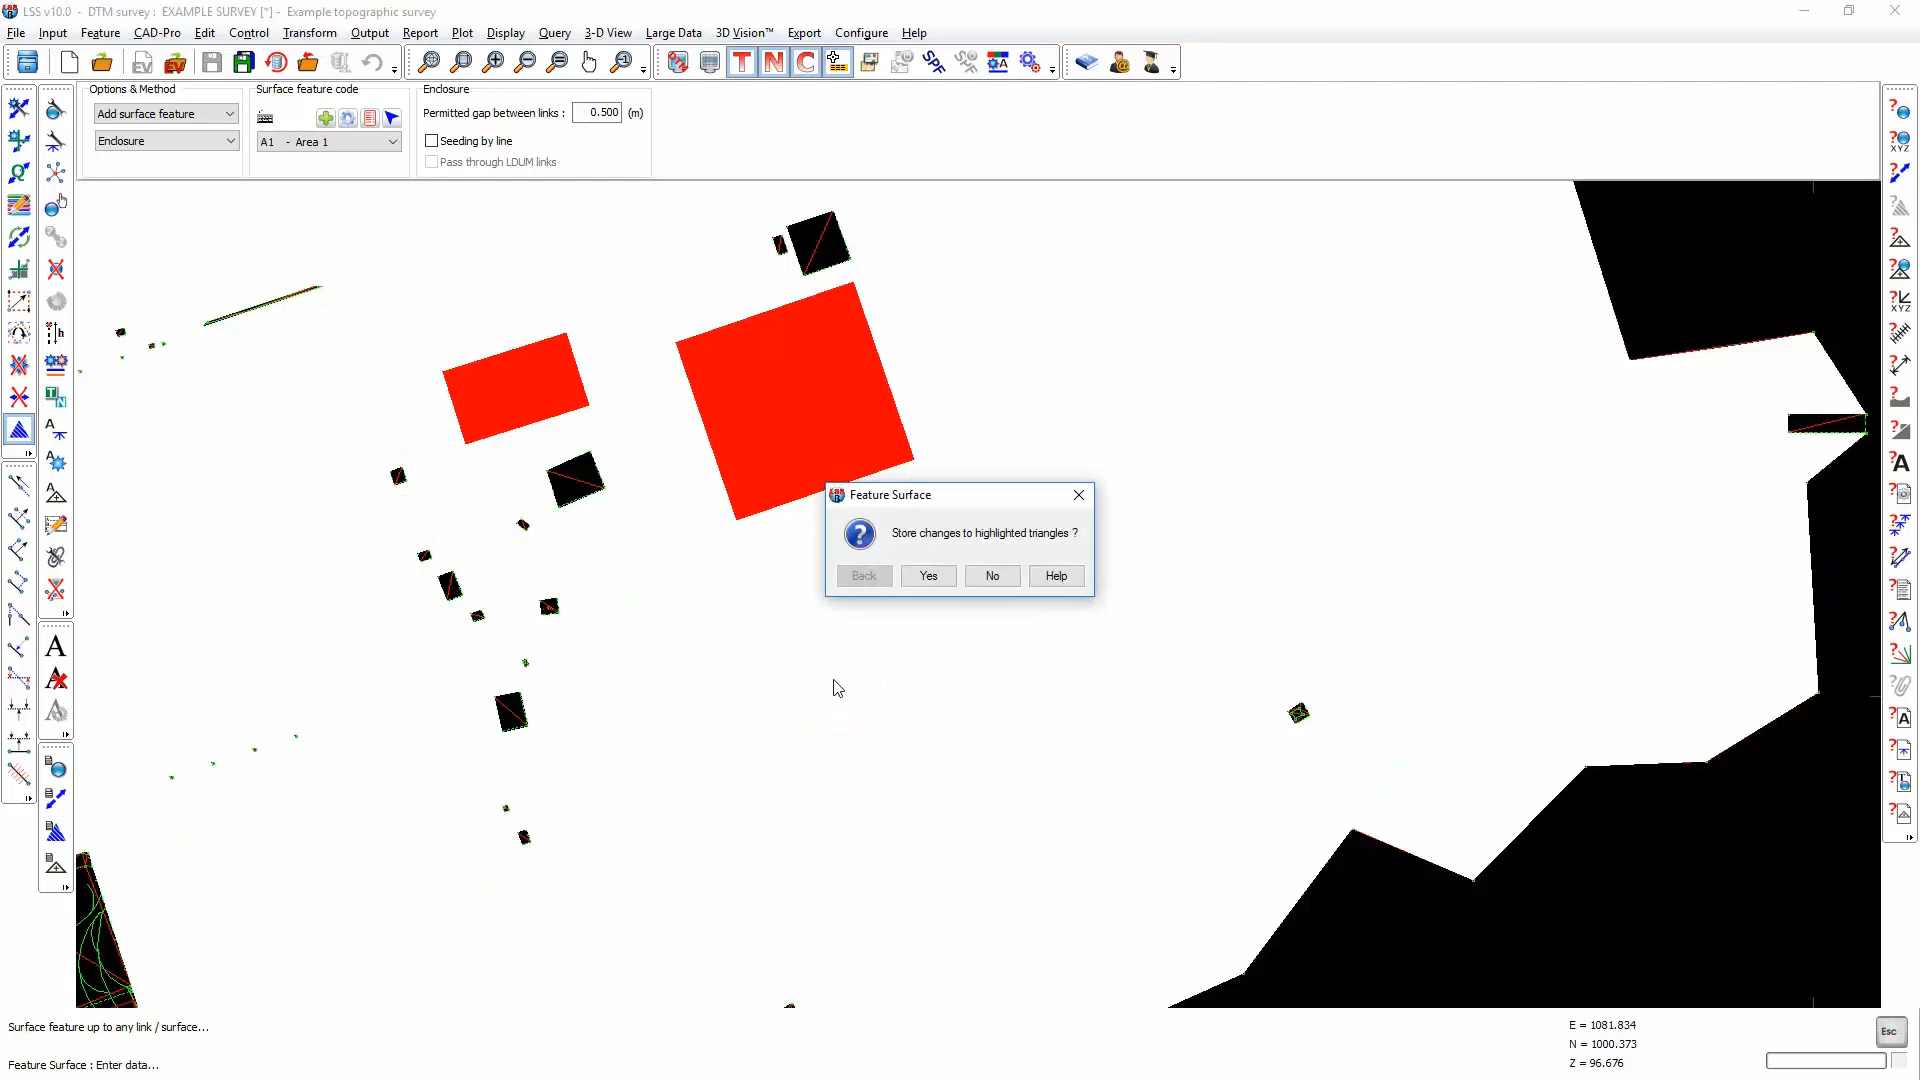 LSS v10.0 - DTM survey : EXAMPLE SURVEY [*] - Example topographic survey
File Input Feature CAD-Pro Edit Control Transform Output Report Plot Display Query 3-D View Large Data 3D Vision™ Export Configure Help
EV EV T N C SPF SPF A
Options & Method
Surface feature code
Enclosure
Add surface feature
Permitted gap between links : 0.500 (m)
Enclosure
A1 - Area 1
Seeding by line
Pass through LDUM links
Feature Surface
Store changes to highlighted triangles ?
Back Yes No Help
Surface feature up to any link / surface...
Feature Surface : Enter data...
E = 1081.834
N = 1000.373
Z = 96.676
Esc